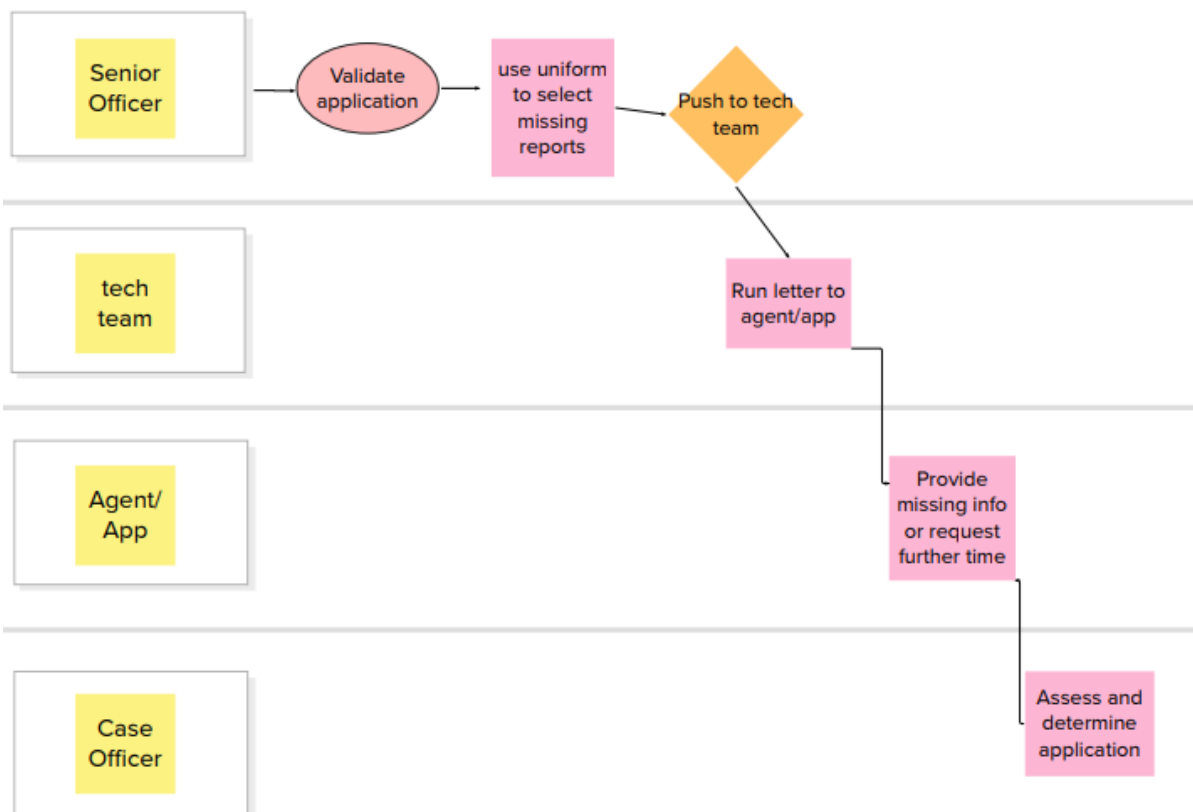 Senior
Officer
Validate
application
use uniform
to select
missing
reports
Push to tech
team
tech
team
Run letter to
agent/app
Agent/
App
Provide
missing info
or request
further time
Case
Officer
Assess and
determine
application